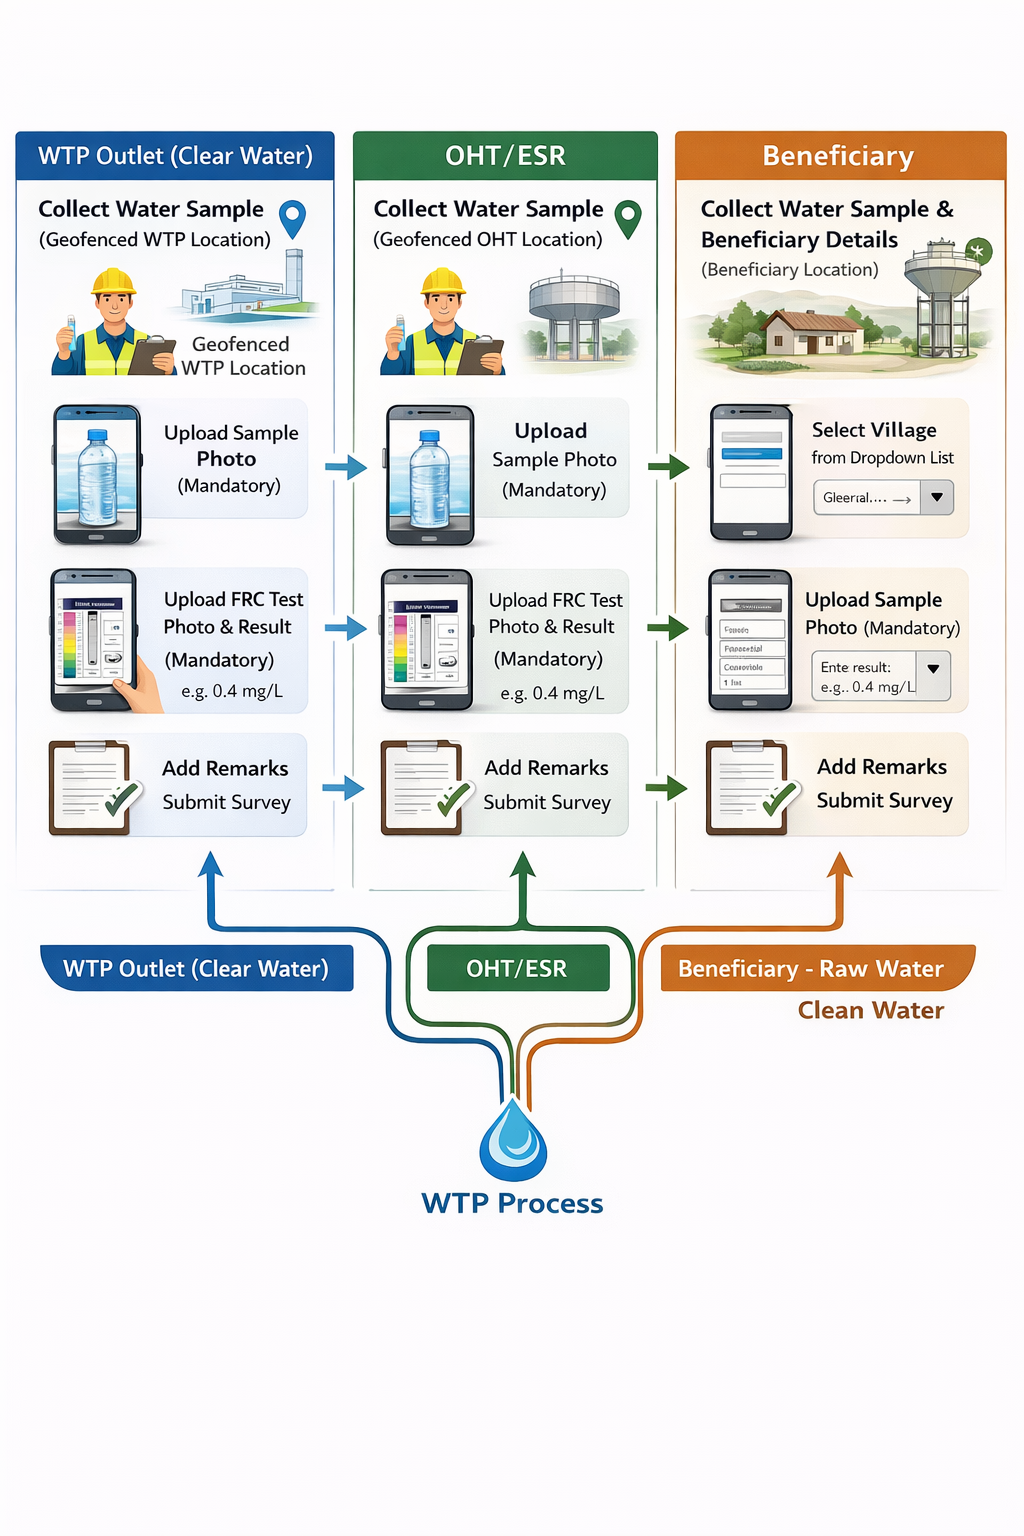 WTP Outlet (Clear Water)
Collect Water Sample
(Geofenced WTP Location)
Geofenced
WTP Location
Upload Sample
Photo
(Mandatory)
Upload FRC Test
Photo & Result
(Mandatory)
e.g. 0.4 mg/L
Add Remarks
Submit Survey
OHT/ESR
Collect Water Sample
(Geofenced OHT Location)
Upload
Sample Photo
(Mandatory)
Upload FRC Test
Photo & Result
(Mandatory)
e.g. 0.4 mg/L
Add Remarks
Submit Survey
Beneficiary
Collect Water Sample &
Beneficiary Details
(Beneficiary Location)
Select Village
from Dropdown List
Gleerual....
Upload Sample
Photo (Mandatory)
Ente result:
e.g.. 0.4 mg/L
Add Remarks
Submit Survey
WTP Outlet (Clear Water)
OHT/ESR
Beneficiary - Raw Water
Clean Water
WTP Process